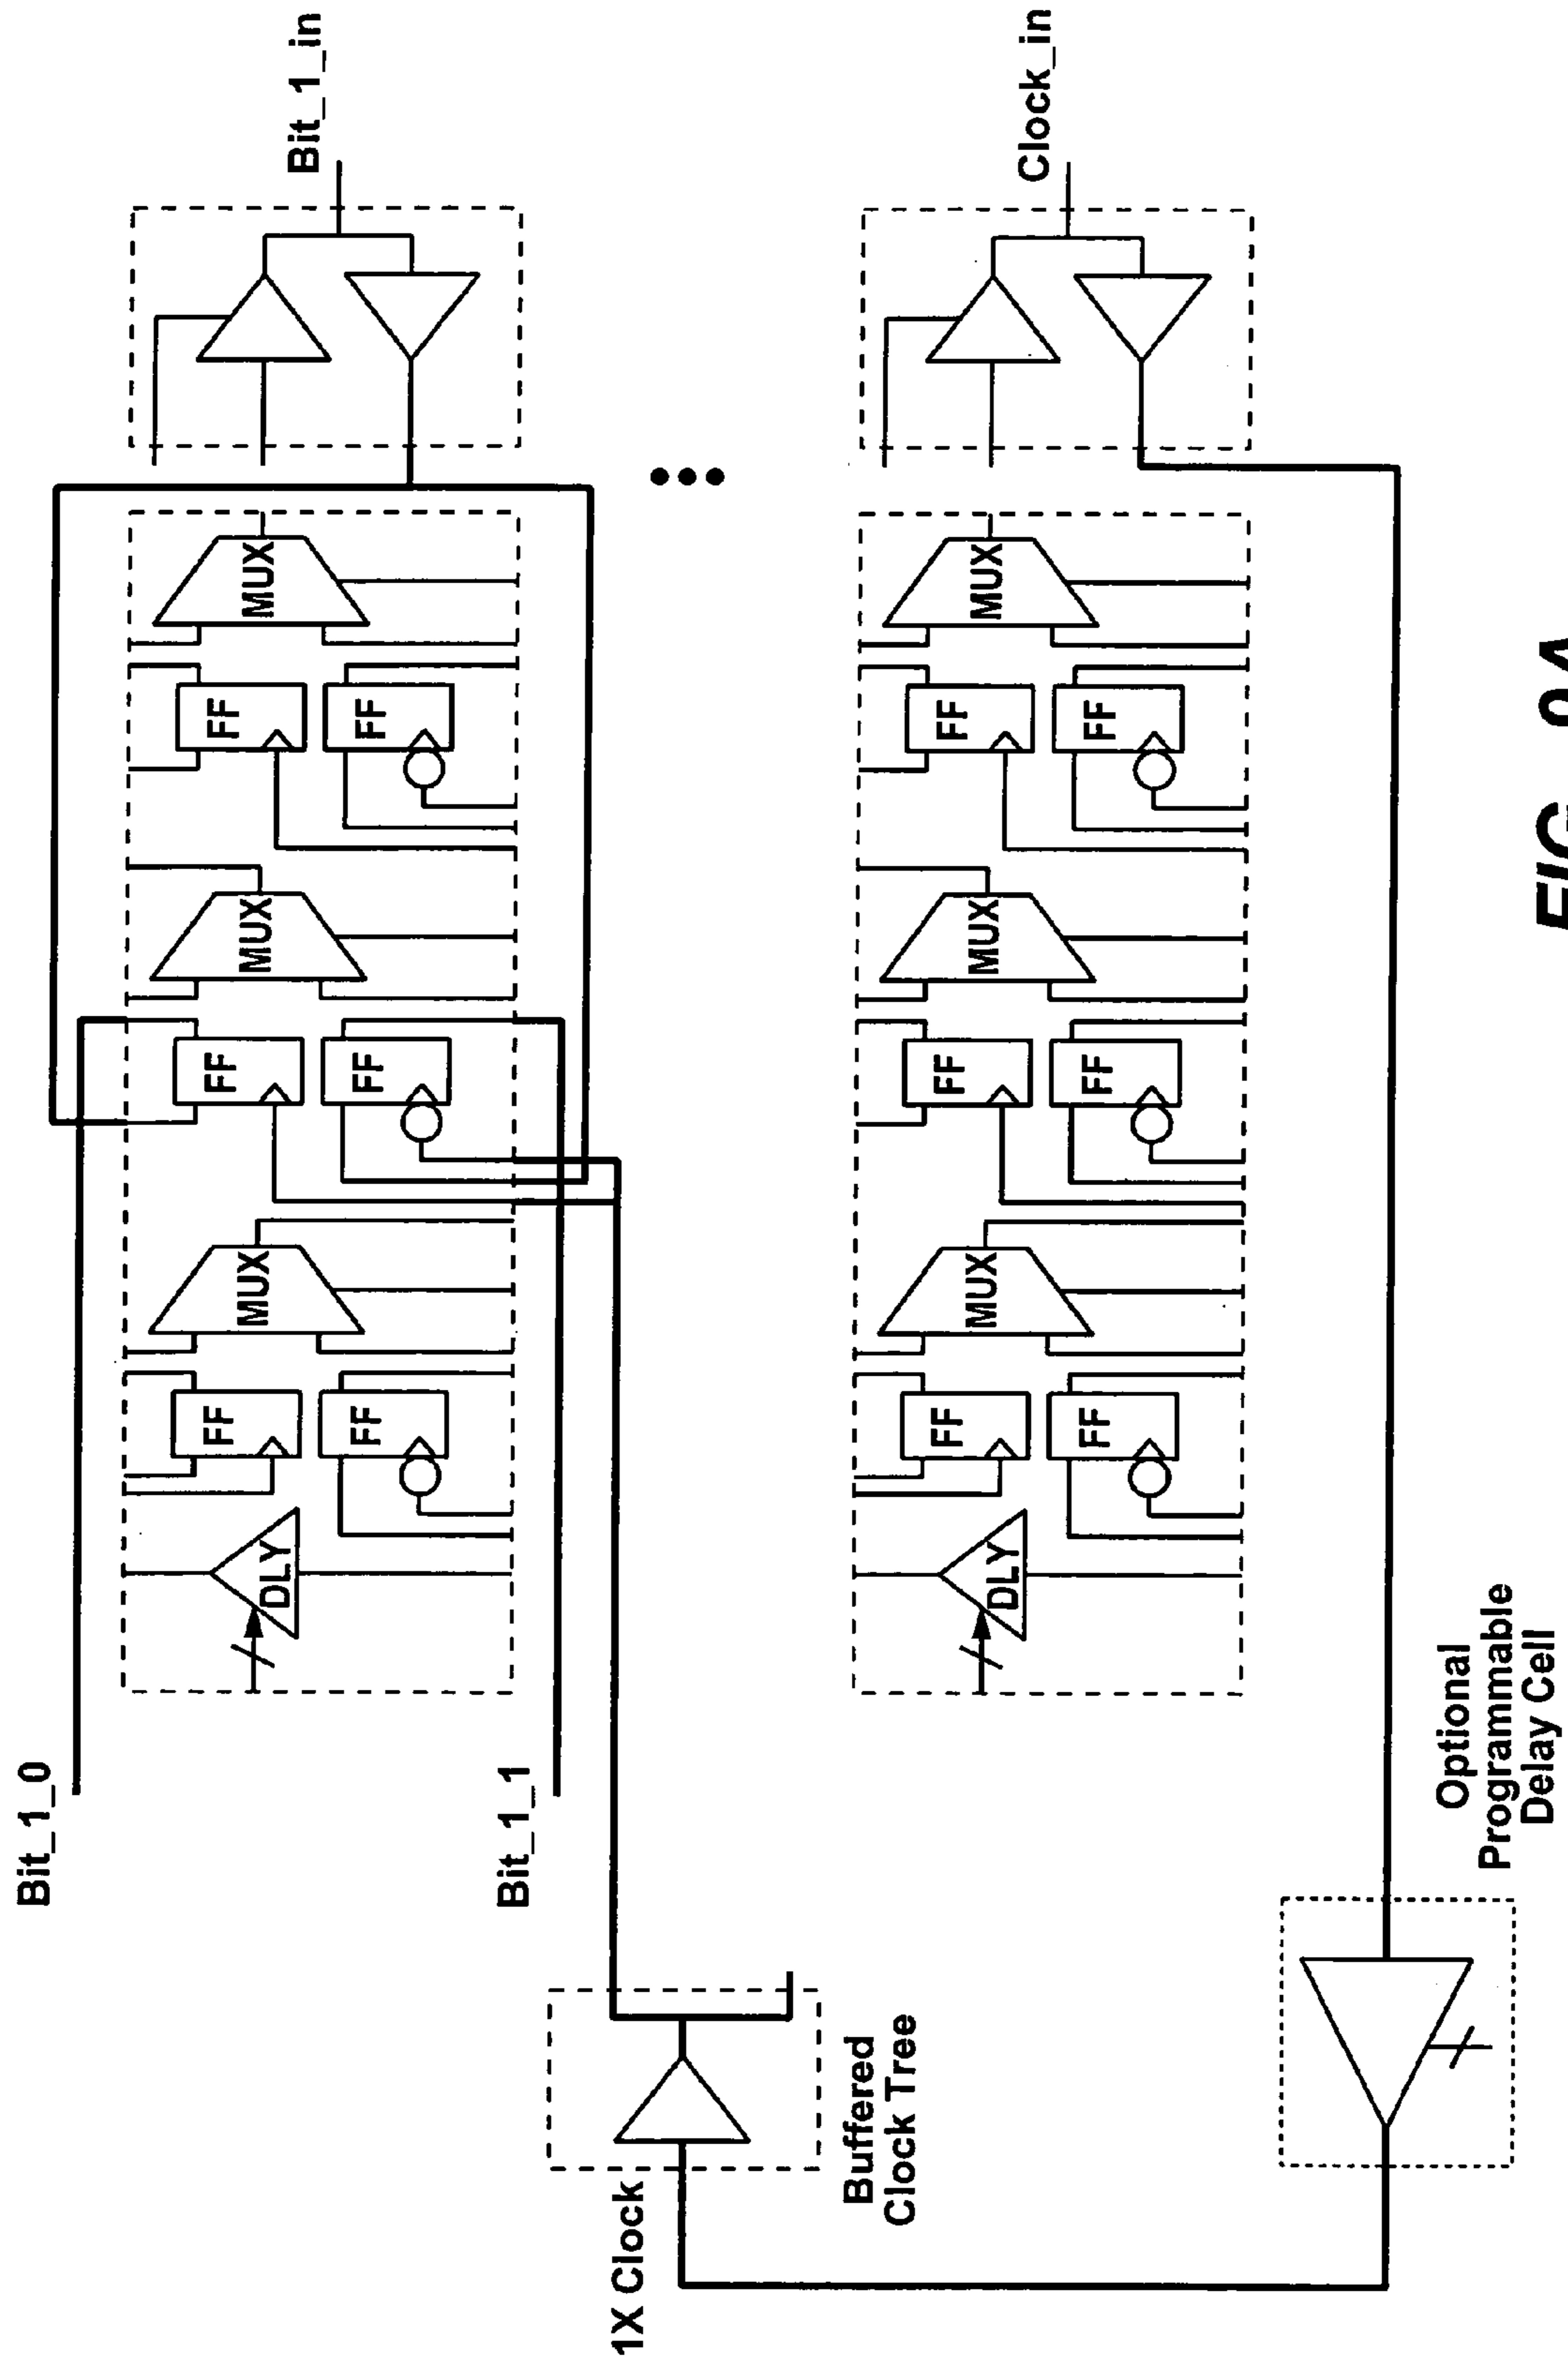 Bit_1_0
FF
FF
FF
DLY
MUX
MUX
MUX
Bit_1_in
FF
FF
FF
Bit_1_1
1X Clock
Buffered
Clock Tree
FF
FF
FF
DLY
MUX
MUX
MUX
Clock_in
FF
FF
FF
Optional
Programmable
Delay Cell
FIG